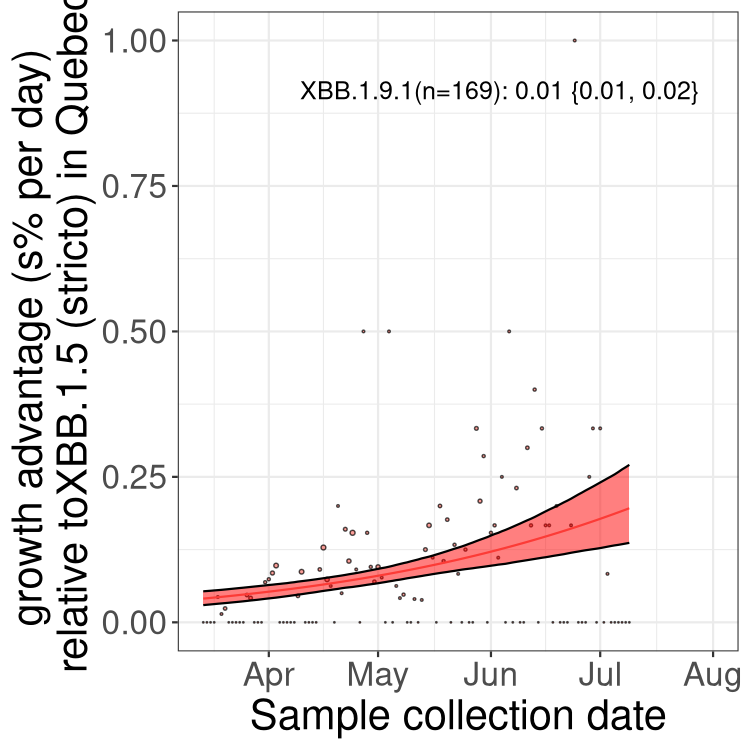 growth advantage (s% per day)
relative toXBB.1.5 (stricto) in Quebec
1.00
0.75
0.50
0.25
0.00
XBB.1.9.1(n=169): 0.01 {0.01, 0.02}
Apr May Jun Jul Aug
Sample collection date